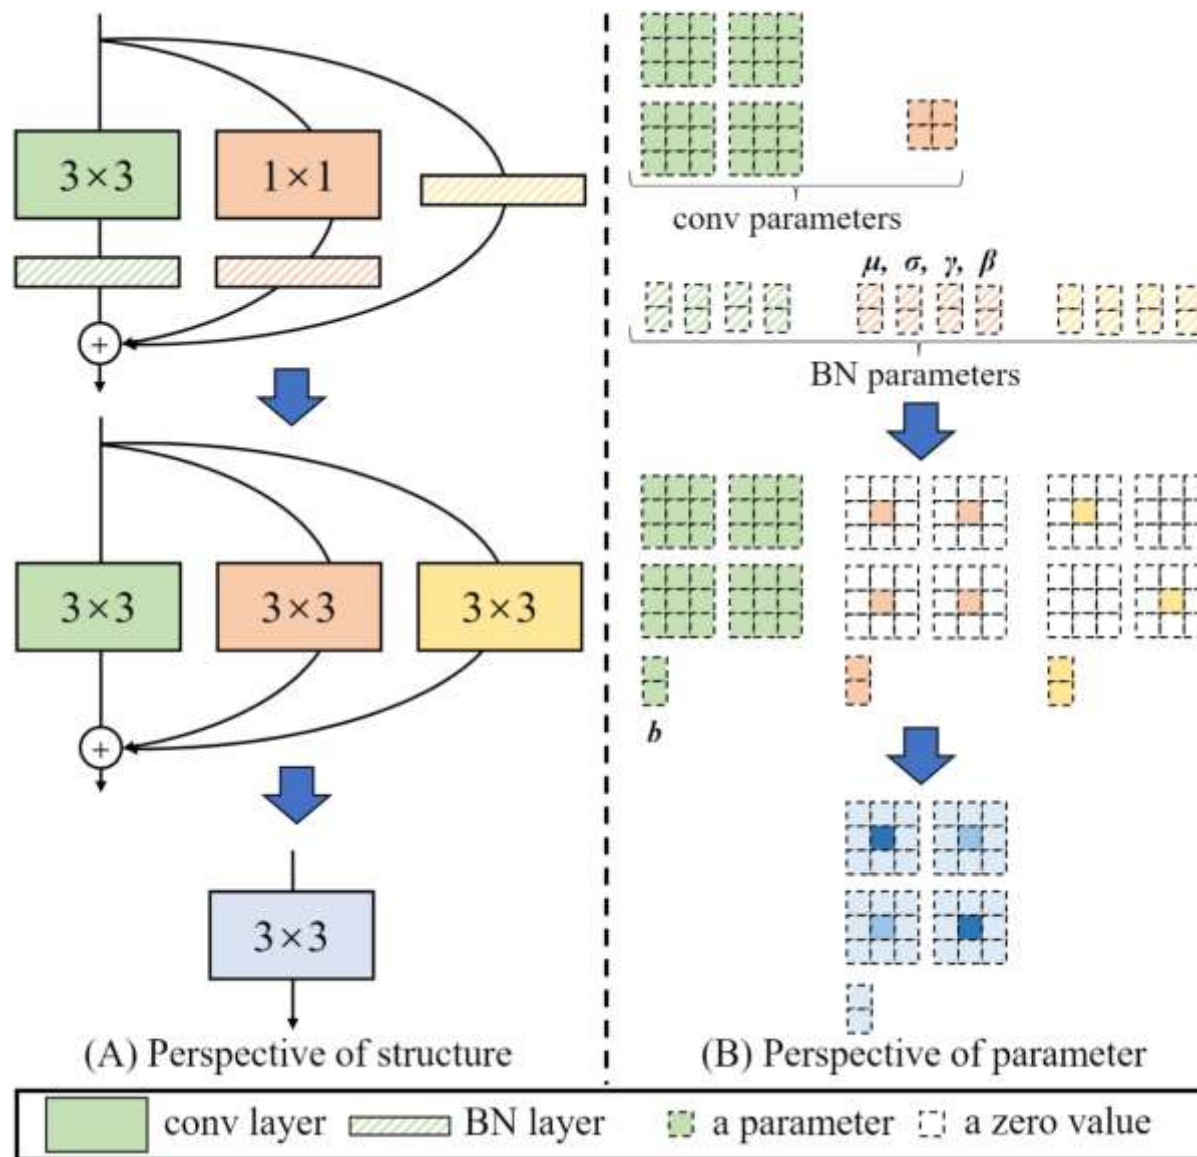 3×3
1×1
+
3×3
3×3
3×3
+
3×3
(A) Perspective of structure
conv parameters
μ, σ, γ, β
BN parameters
b
(B) Perspective of parameter
conv layer
BN layer
a parameter
a zero value